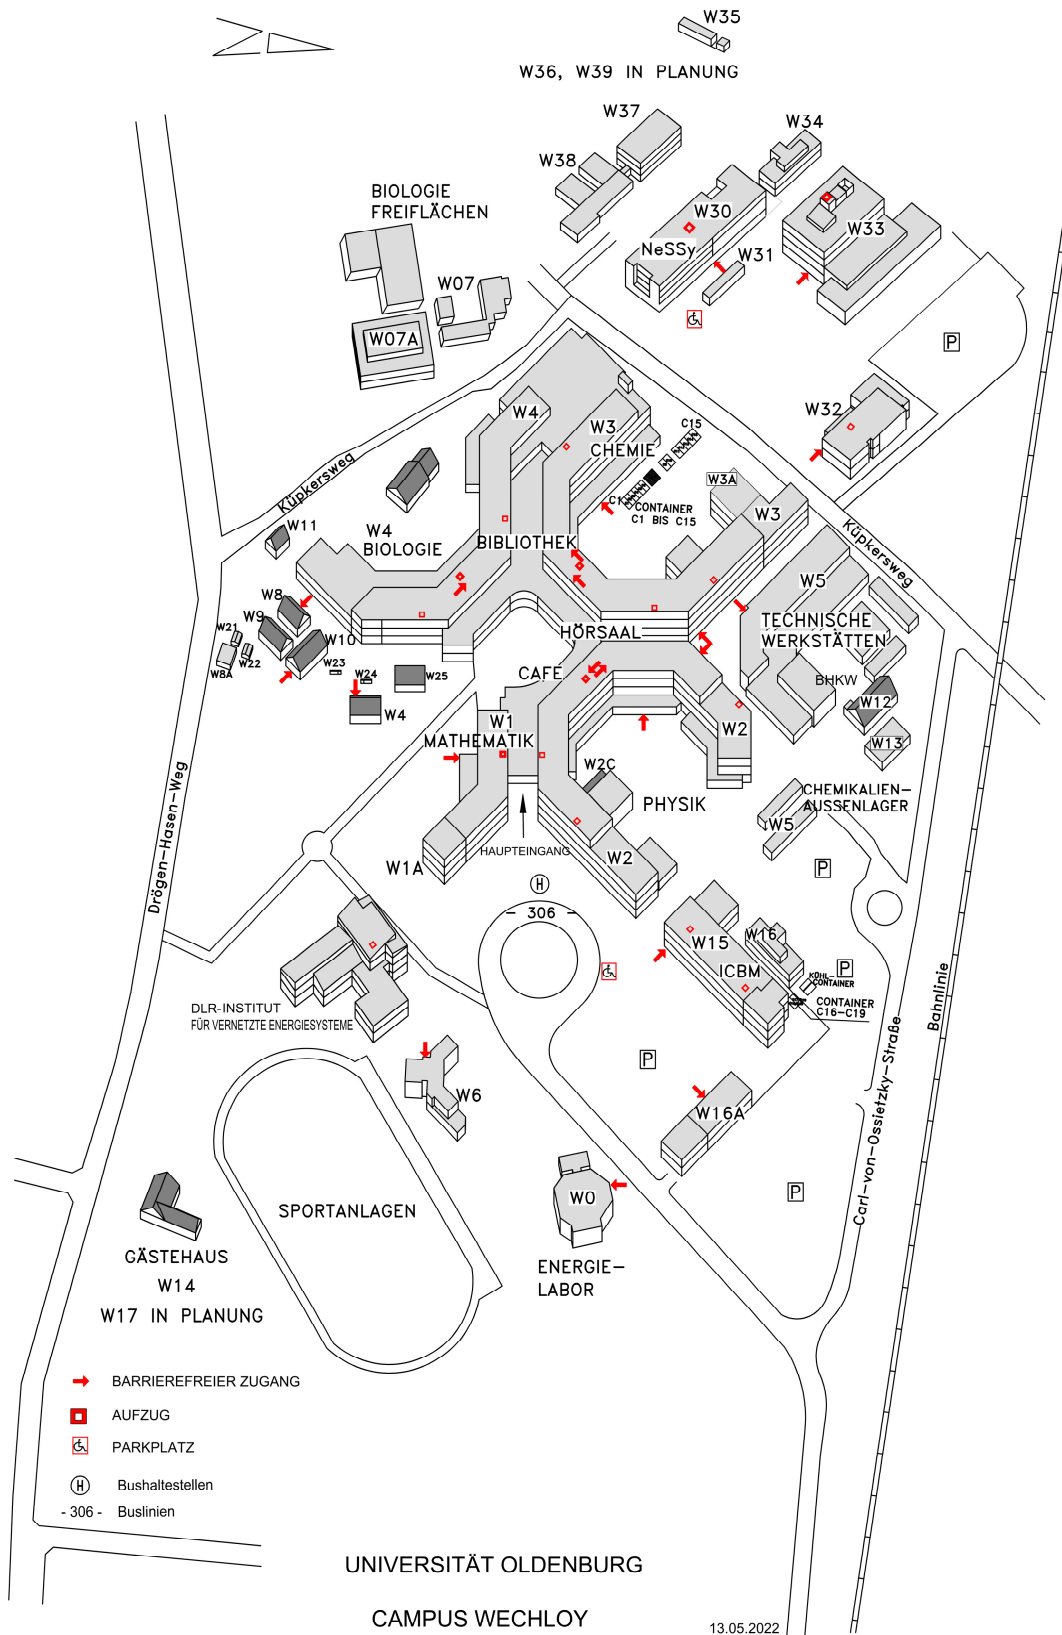 W35
W36, W39 IN PLANUNG
W37
W34
W38
BIOLOGIE
FREIFLÄCHEN
W30
W33
NeSSy
W31
W07
W07A
P
W4
W3
CHEMIE
C15
W32
W3A
C1
CONTAINER
C1 BIS C15
W3
Küpkersweg
Küpkersweg
W11
W4
BIOLOGIE
BIBLIOTHEK
W5
W8
W9
W10
W21
W22
W8A
W23
W24
W25
W4
HÖRSAAL
TECHNISCHE
WERKSTÄTTEN
CAFE
BHKW
W12
W13
W1
MATHEMATIK
W2
W2C
PHYSIK
CHEMIKALIEN-
AUSSENLAGER
W5
HAUPTEINGANG
W1A
W2
P
Drögen-Hasen-Weg
H
- 306 -
W15
W16
ICBM
KÜHL-
CONTAINER
P
CONTAINER
C16-C19
DLR-INSTITUT
FÜR VERNETZTE ENERGIESYSTEME
Bahnlinie
Carl-von-Ossietzky-Straße
P
W6
W16A
P
WO
SPORTANLAGEN
ENERGIE-
LABOR
GÄSTEHAUS
W14
W17 IN PLANUNG
BARRIEREFREIER ZUGANG
AUFZUG
PARKPLATZ
H Bushaltestellen
- 306 - Buslinien
UNIVERSITÄT OLDENBURG
CAMPUS WECHLOY
13.05.2022